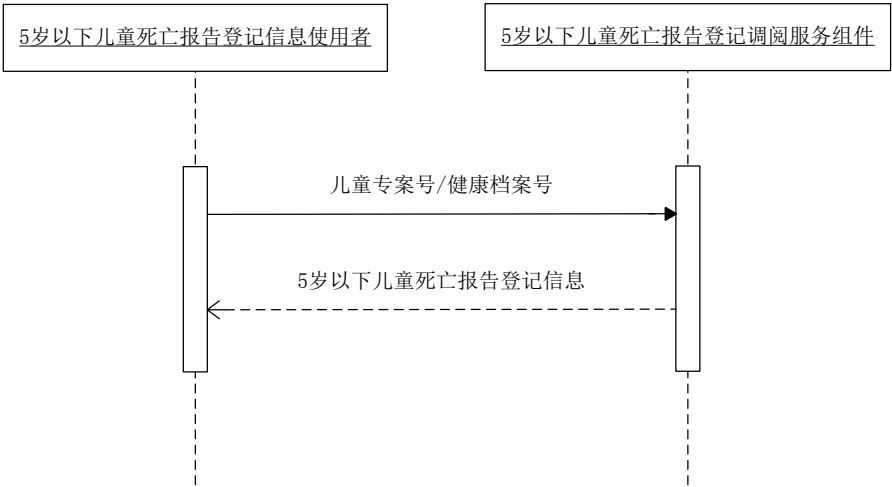 5岁以下儿童死亡报告登记信息使用者
5岁以下儿童死亡报告登记调阅服务组件
儿童专案号/健康档案号
5岁以下儿童死亡报告登记信息